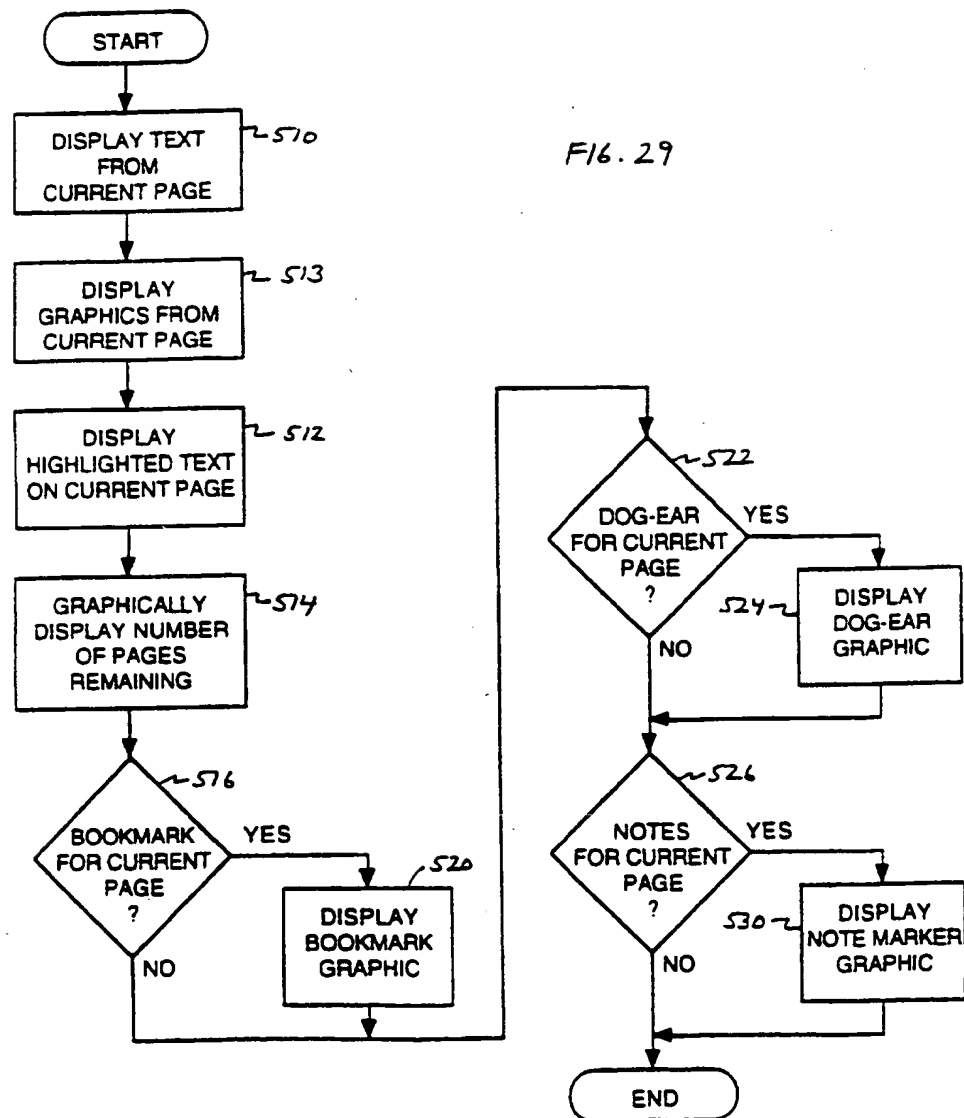 START
DISPLAY TEXT
FROM
CURRENT PAGE
510
FIG. 29
DISPLAY
GRAPHICS FROM
CURRENT PAGE
513
DISPLAY
HIGHLIGHTED TEXT
ON CURRENT PAGE
512
GRAPHICALLY
DISPLAY NUMBER
OF PAGES
REMAINING
514
BOOKMARK
FOR CURRENT
PAGE
?
516
YES
NO
520
DISPLAY
BOOKMARK
GRAPHIC
DOG-EAR
FOR CURRENT
PAGE
?
522
YES
NO
524
DISPLAY
DOG-EAR
GRAPHIC
NOTES
FOR CURRENT
PAGE
?
526
YES
NO
530
DISPLAY
NOTE MARKER
GRAPHIC
END